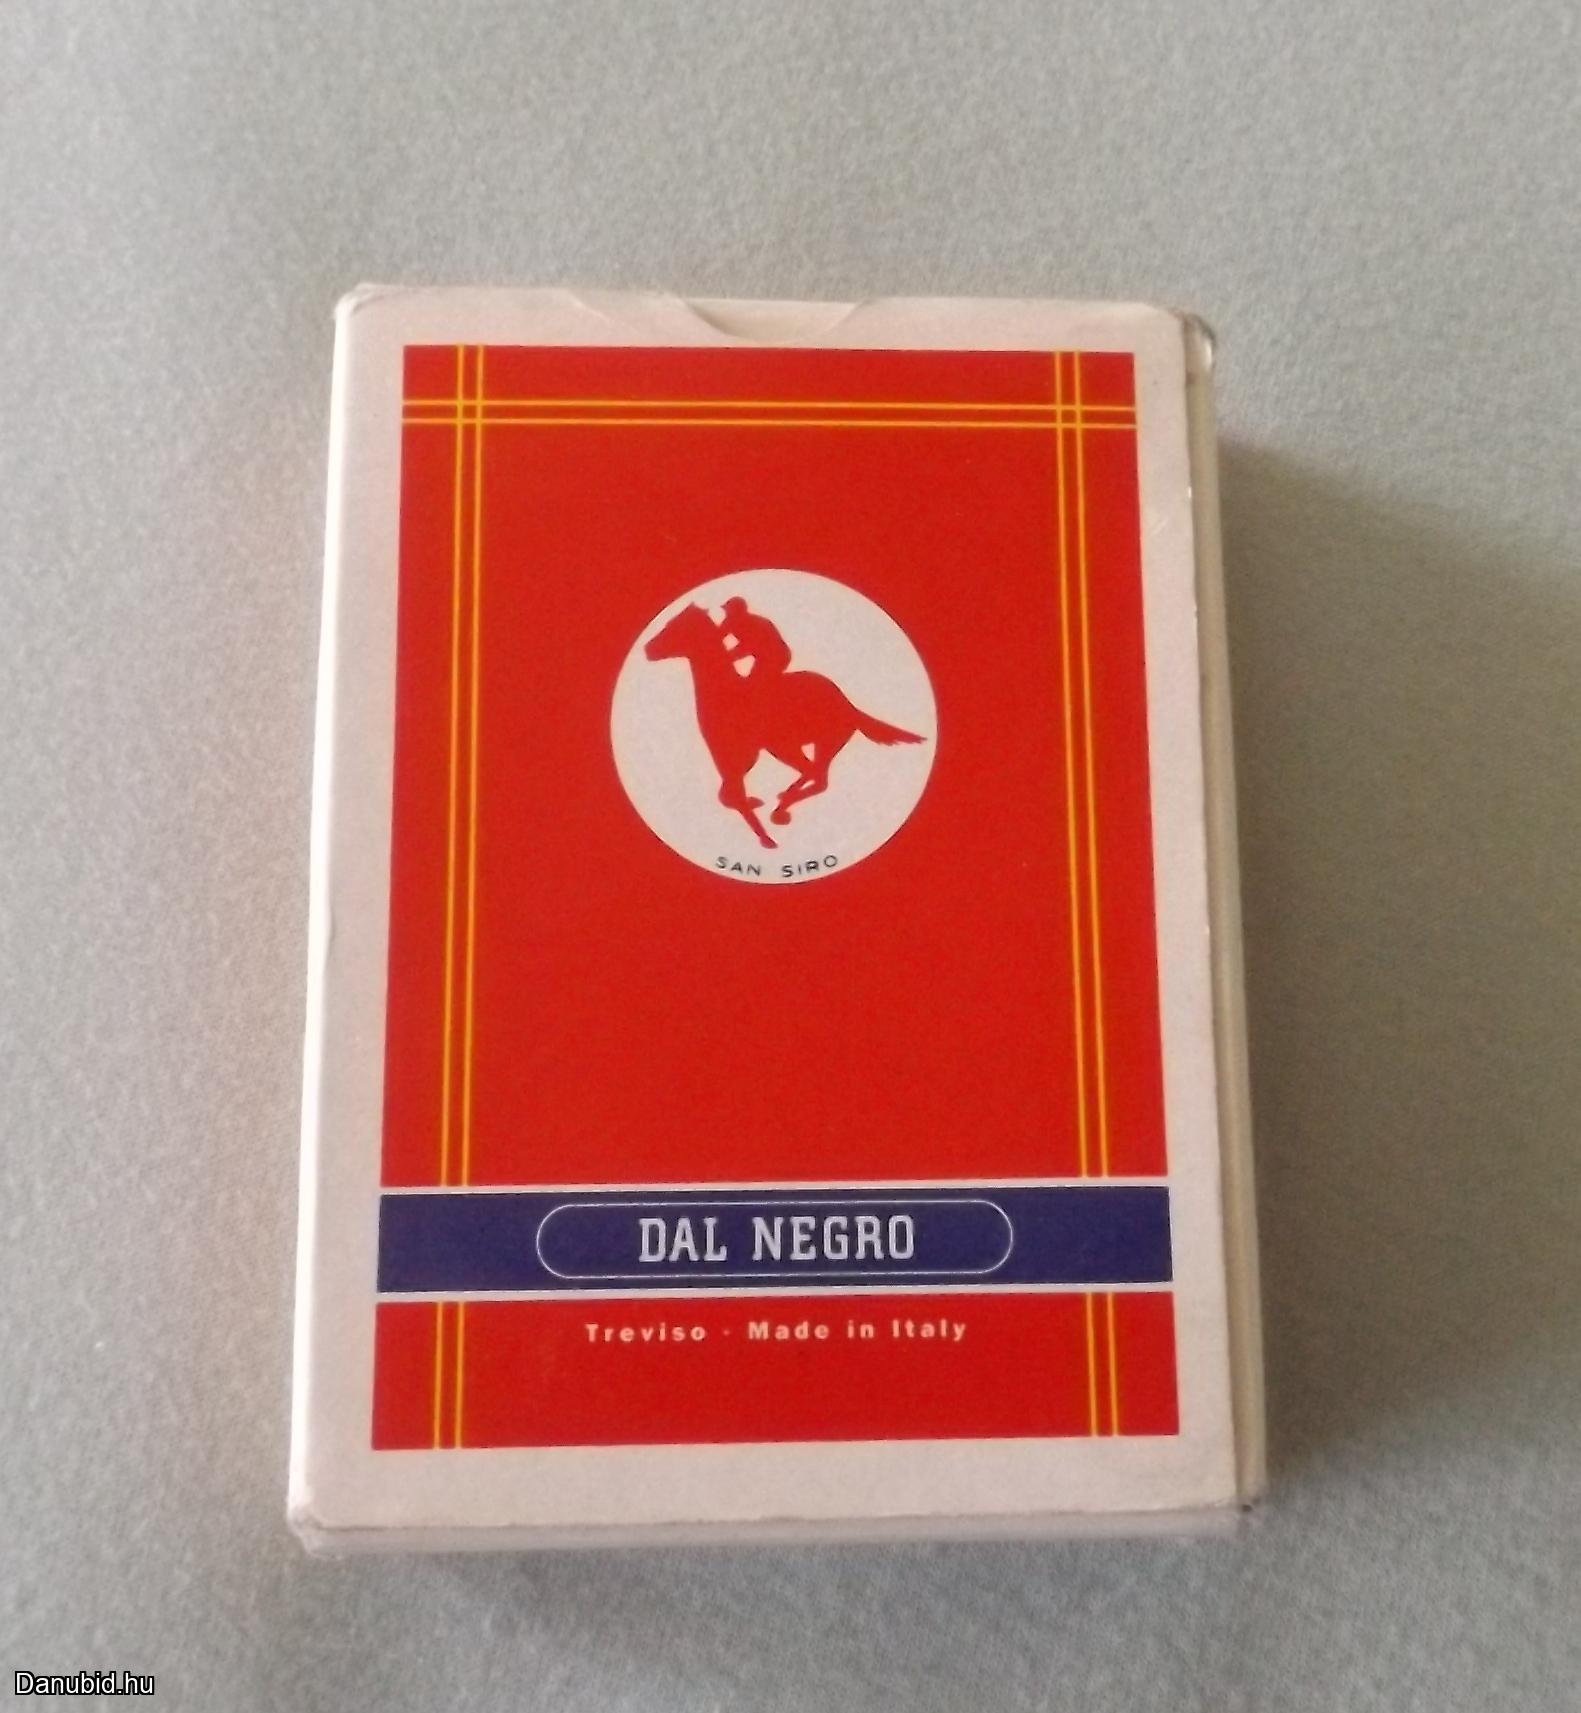 SAN SIRO
DAL NEGRO
Treviso · Made in Italy
Danubid.hu